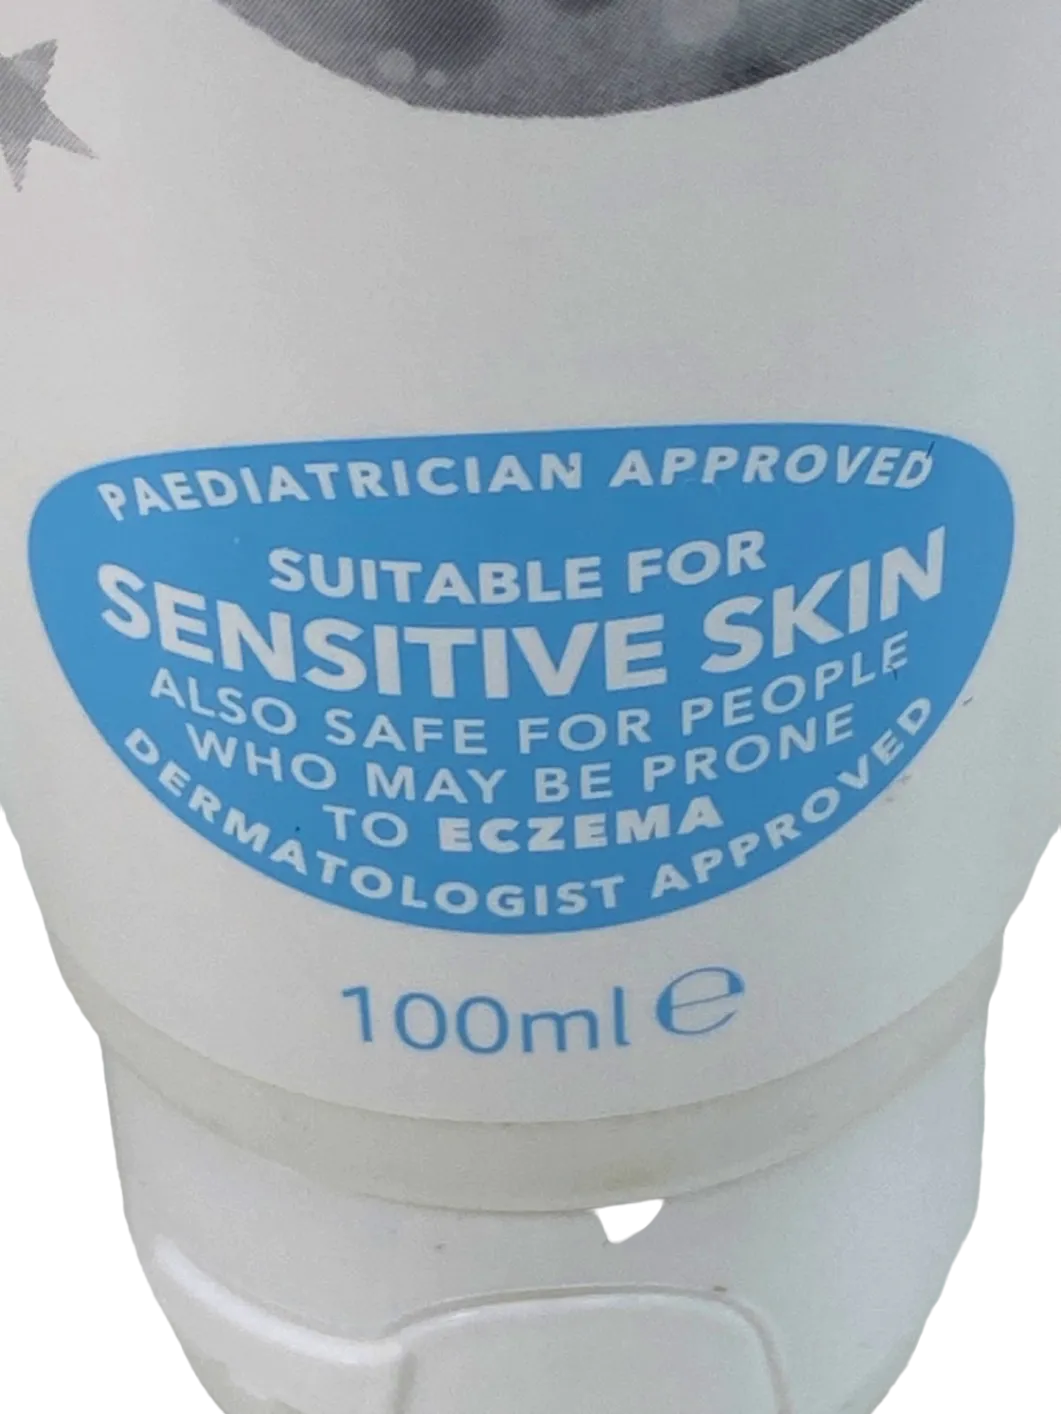 PAEDIATRICIAN APPROVED
SUITABLE FOR
SENSITIVE SKIN
ALSO SAFE FOR PEOPLE
WHO MAY BE PRONE
TO ECZEMA
DERMATOLOGIST APPROVED
100ml ℮